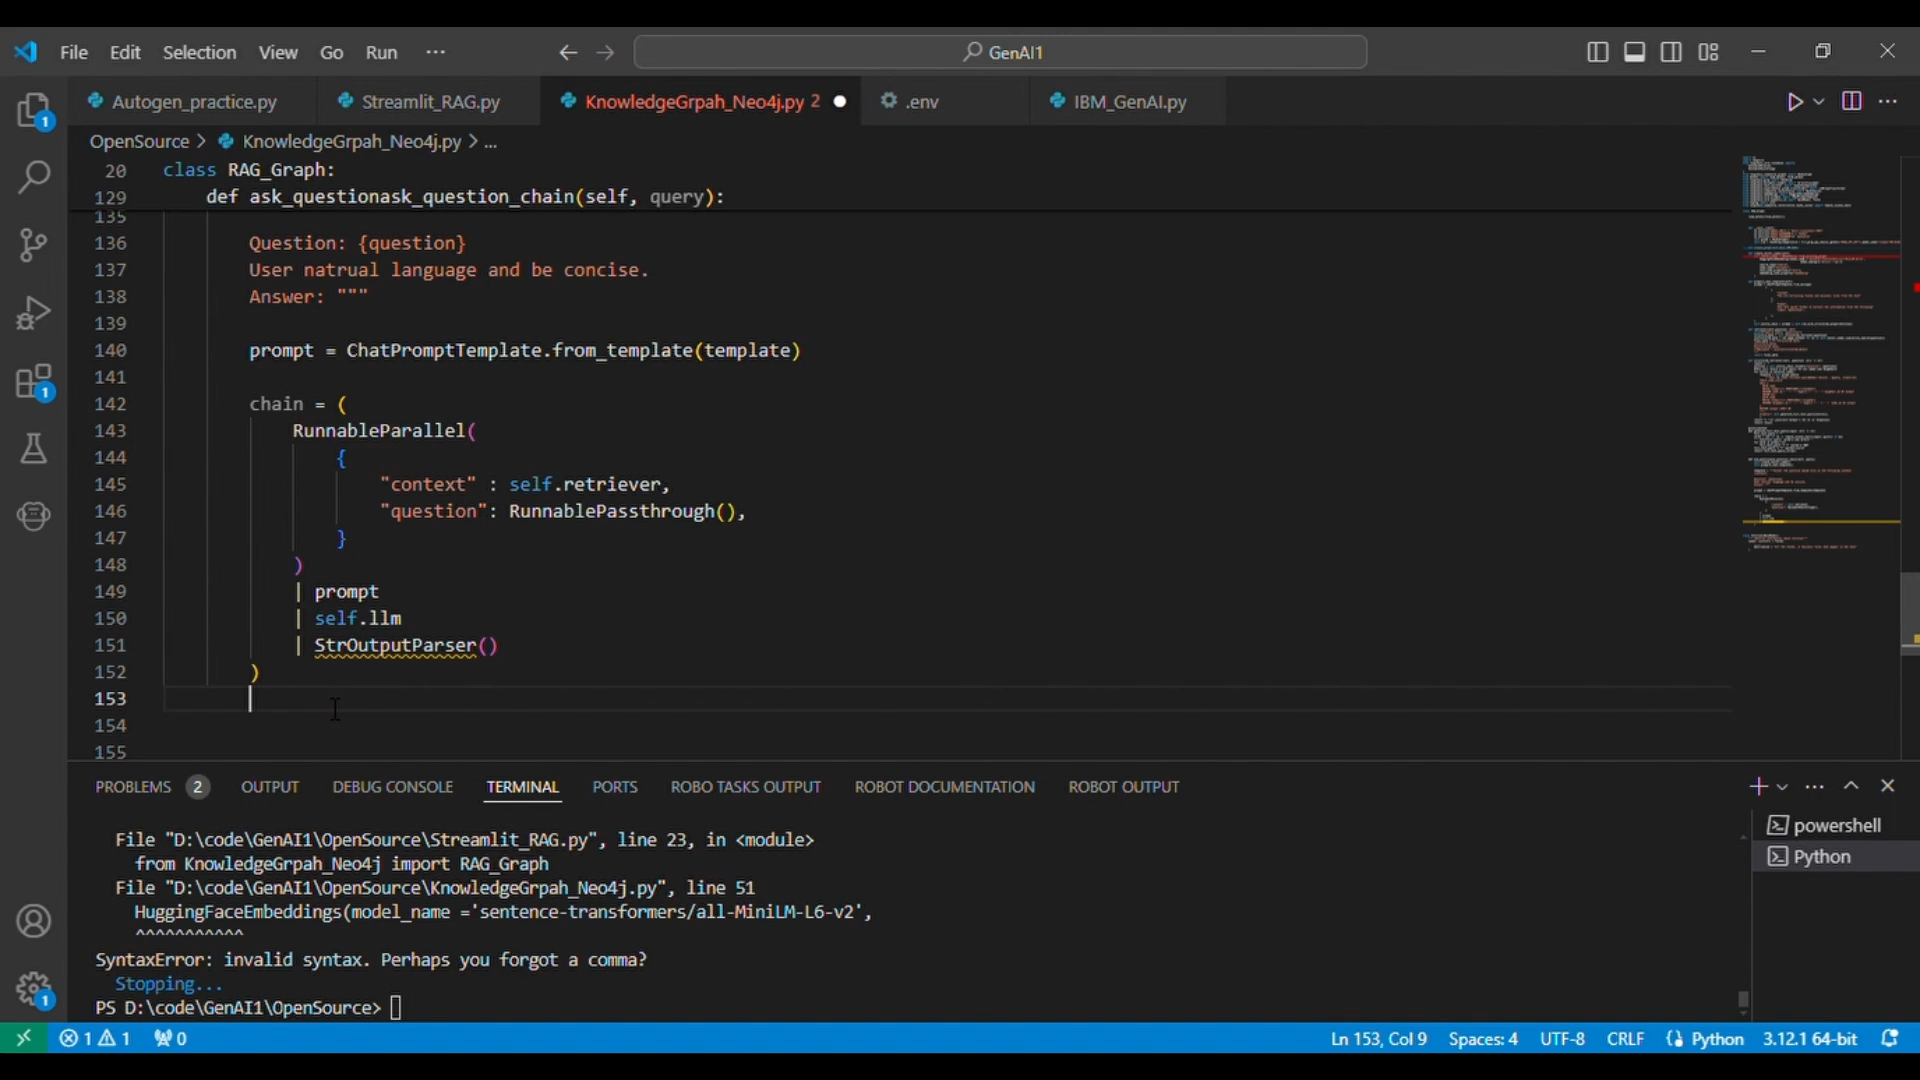 File Edit Selection View Go Run ··· GenAI1
Autogen_practice.py Streamlit_RAG.py KnowledgeGrpah_Neo4j.py 2 .env IBM_GenAI.py
OpenSource > KnowledgeGrpah_Neo4j.py > ...
20 class RAG_Graph:
129 def ask_questionask_question_chain(self, query):
135
136 Question: {question}
137 User natrual language and be concise.
138 Answer: """
139
140 prompt = ChatPromptTemplate.from_template(template)
141
142 chain = (
143 RunnableParallel(
144 {
145 "context" : self.retriever,
146 "question": RunnablePassthrough(),
147 }
148 )
149 | prompt
150 | self.llm
151 | StrOutputParser()
152 )
153
154
155
PROBLEMS 2 OUTPUT DEBUG CONSOLE TERMINAL PORTS ROBO TASKS OUTPUT ROBOT DOCUMENTATION ROBOT OUTPUT
File "D:\code\GenAI1\OpenSource\Streamlit_RAG.py", line 23, in <module>
from KnowledgeGrpah_Neo4j import RAG_Graph
File "D:\code\GenAI1\OpenSource\KnowledgeGrpah_Neo4j.py", line 51
HuggingFaceEmbeddings(model_name ='sentence-transformers/all-MiniLM-L6-v2',
^^^^^^^^^^^
SyntaxError: invalid syntax. Perhaps you forgot a comma?
Stopping...
PS D:\code\GenAI1\OpenSource>
powershell
Python
1 1 0 Ln 153, Col 9 Spaces: 4 UTF-8 CRLF Python 3.12.1 64-bit
1
1
1